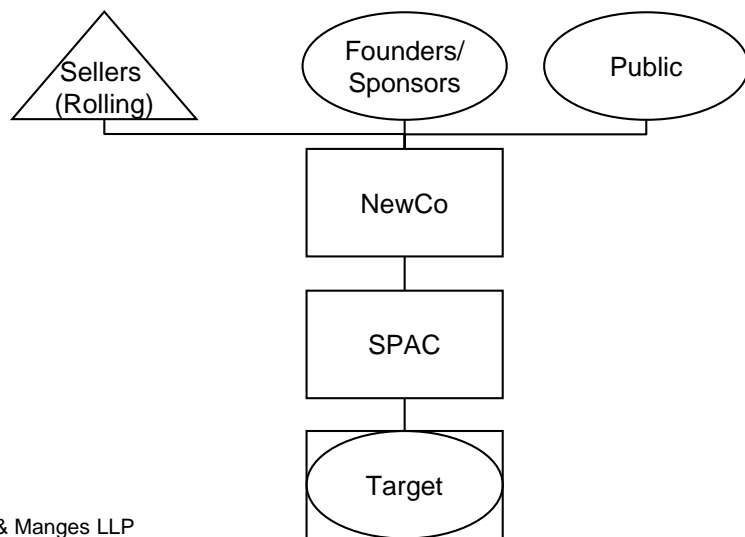 Sellers
(Rolling)
Founders/
Sponsors
Public
NewCo
SPAC
Target
& Manges LLP